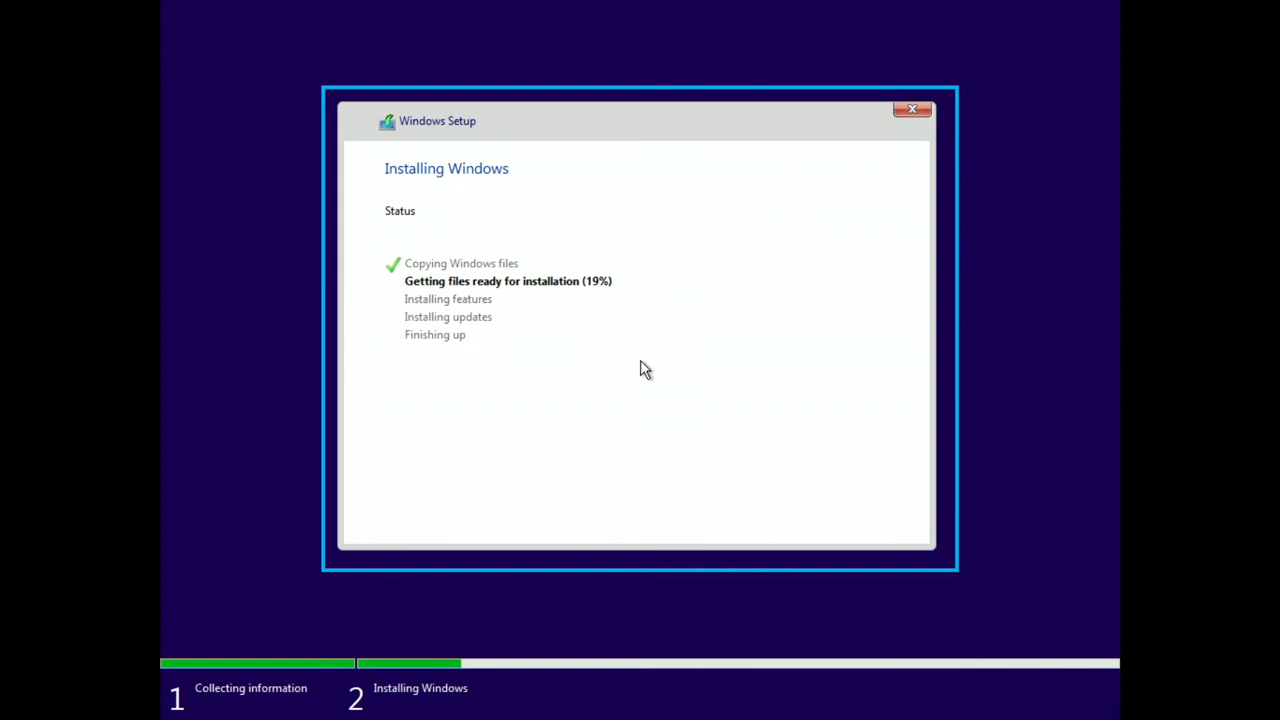 Windows Setup
Installing Windows
Status
Copying Windows files
Getting files ready for installation (19%)
Installing features
Installing updates
Finishing up
1 Collecting information
2 Installing Windows